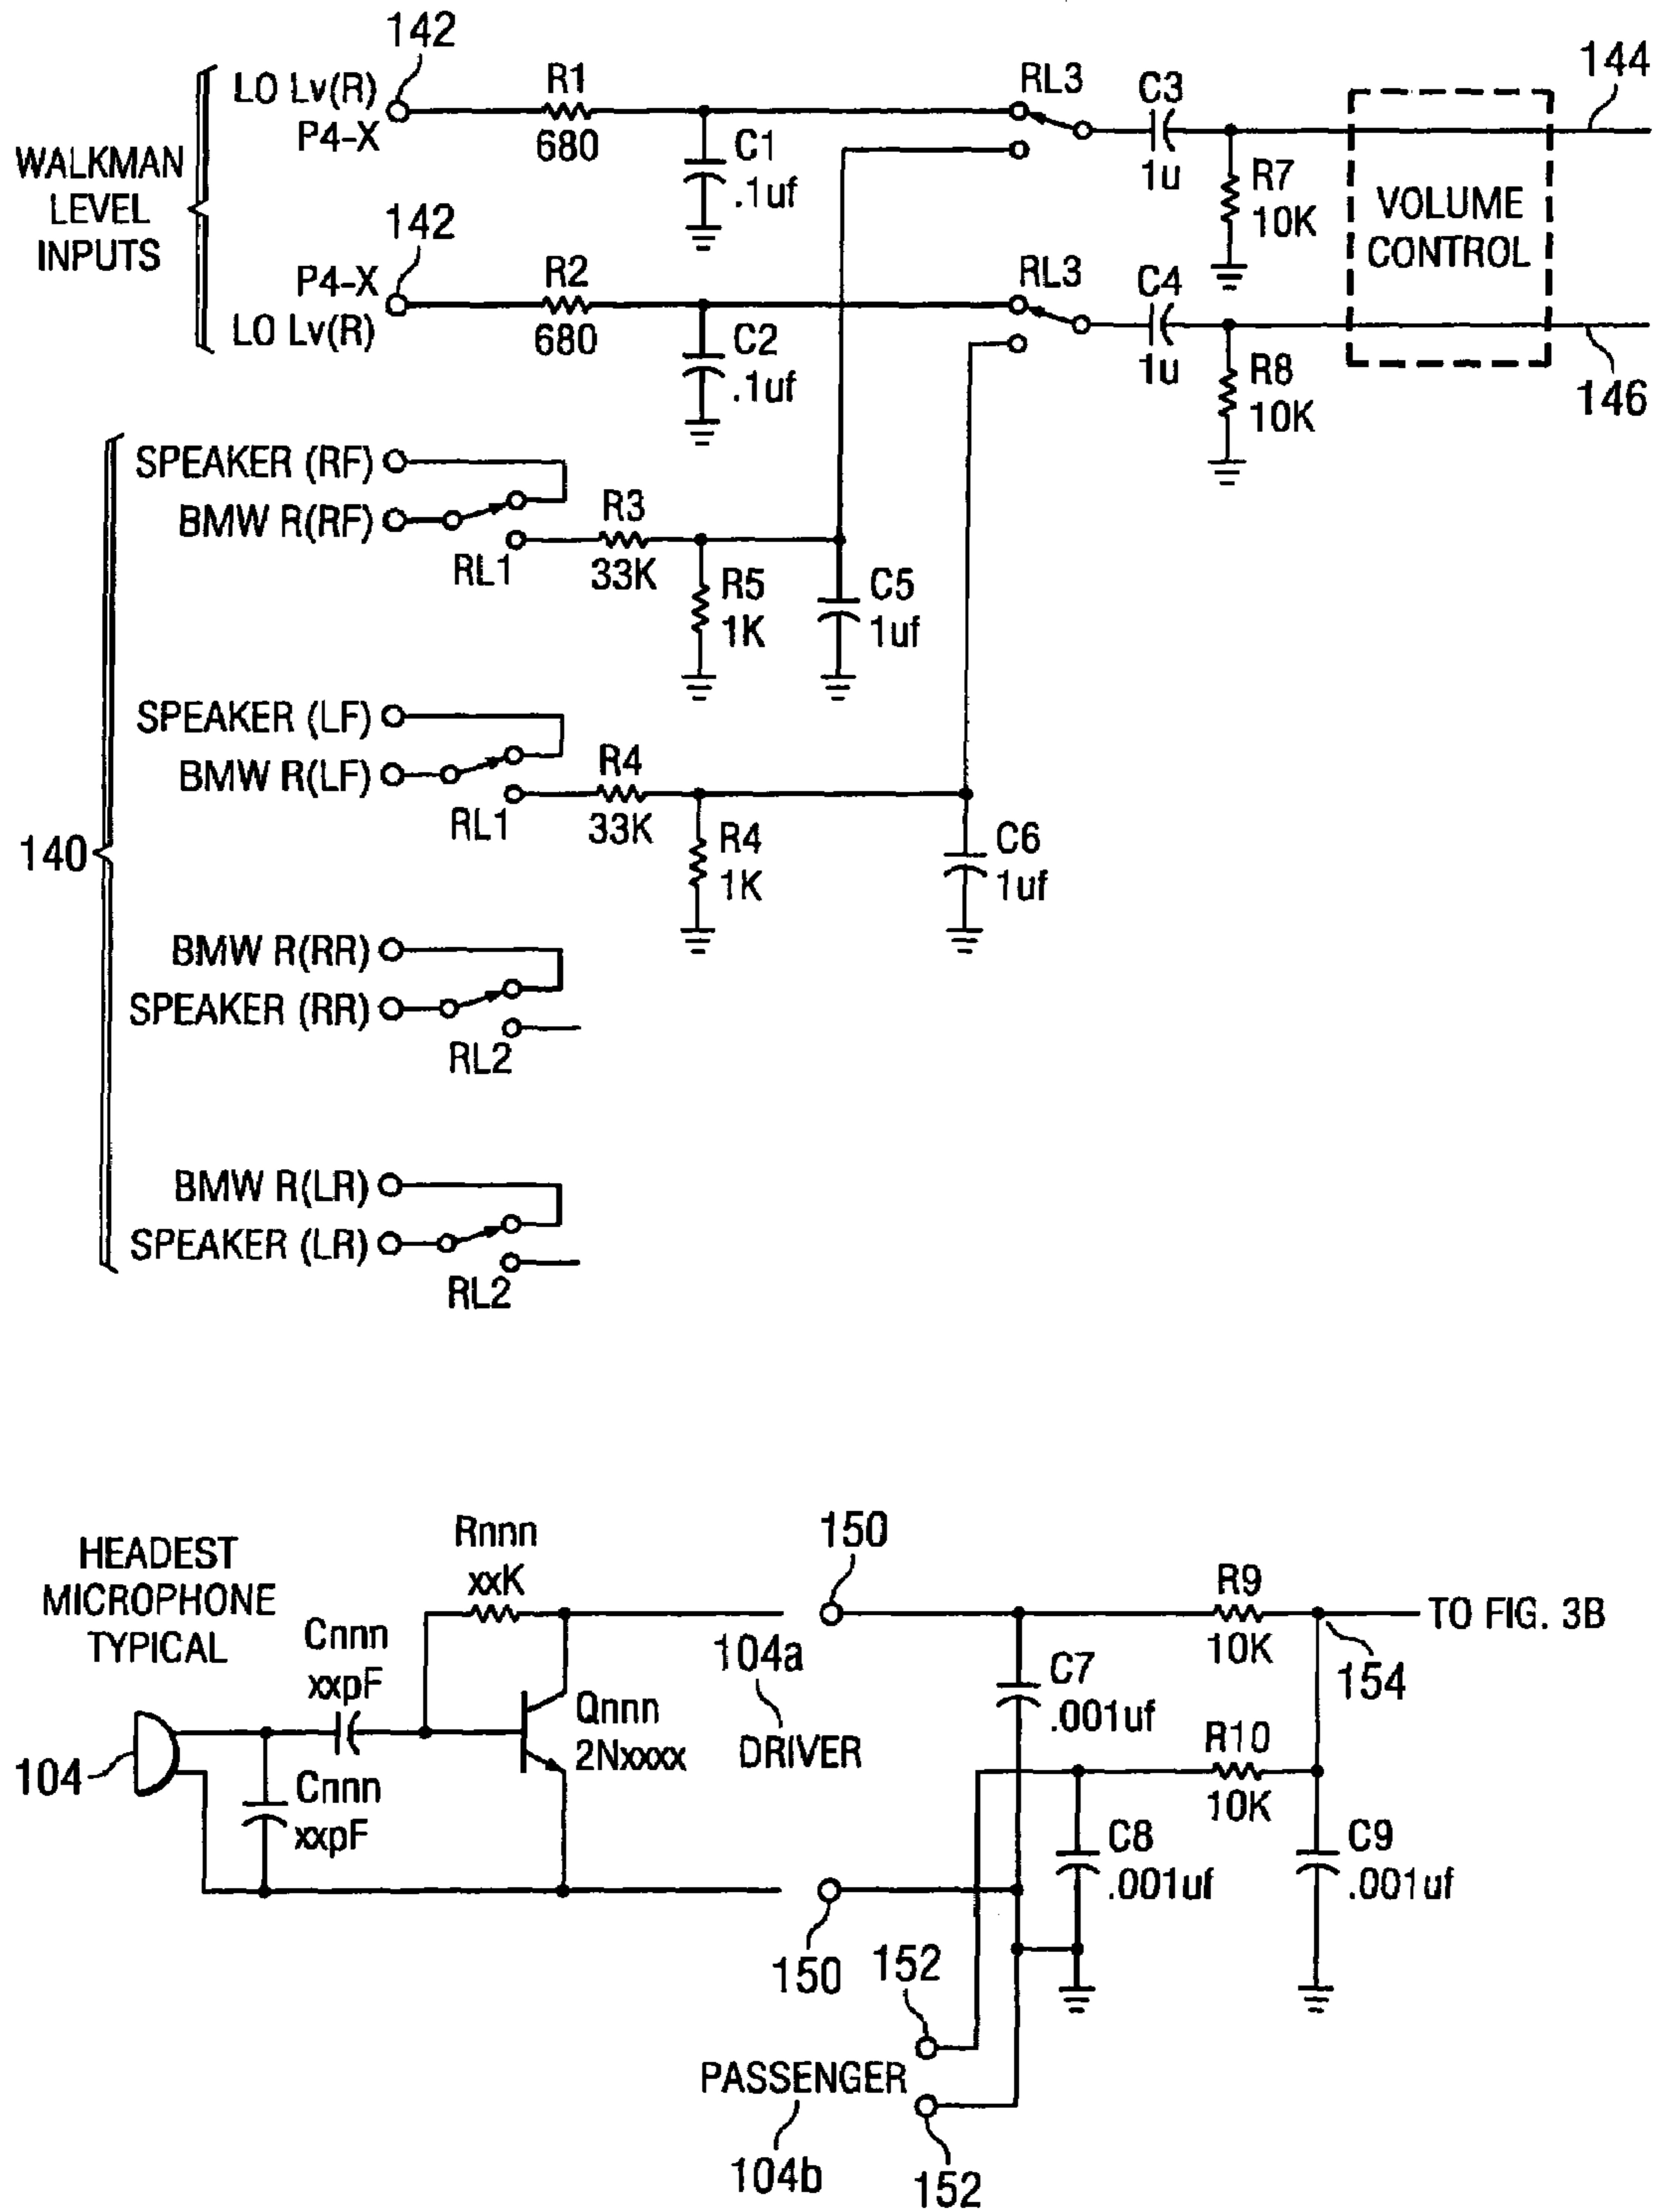 142
LO Lv(R)
P4-X
R1
680
C1
.1uf
RL3
C3
1u
R7
10K
144
WALKMAN
LEVEL
INPUTS
VOLUME
CONTROL
142
P4-X
LO Lv(R)
R2
680
C2
.1uf
RL3
C4
1u
R8
10K
146
140
SPEAKER (RF)
BMW R(RF)
RL1
R3
33K
R5
1K
C5
1uf
SPEAKER (LF)
BMW R(LF)
RL1
R4
33K
R4
1K
C6
1uf
BMW R(RR)
SPEAKER (RR)
RL2
BMW R(LR)
SPEAKER (LR)
RL2
HEADEST
MICROPHONE
TYPICAL
104
Cnnn
xxpF
Cnnn
xxpF
Rnnn
xxK
Qnnn
2Nxxxx
150
104a
DRIVER
150
C7
.001uf
R9
10K
TO FIG. 3B
154
R10
10K
C8
.001uf
C9
.001uf
152
PASSENGER
104b
152